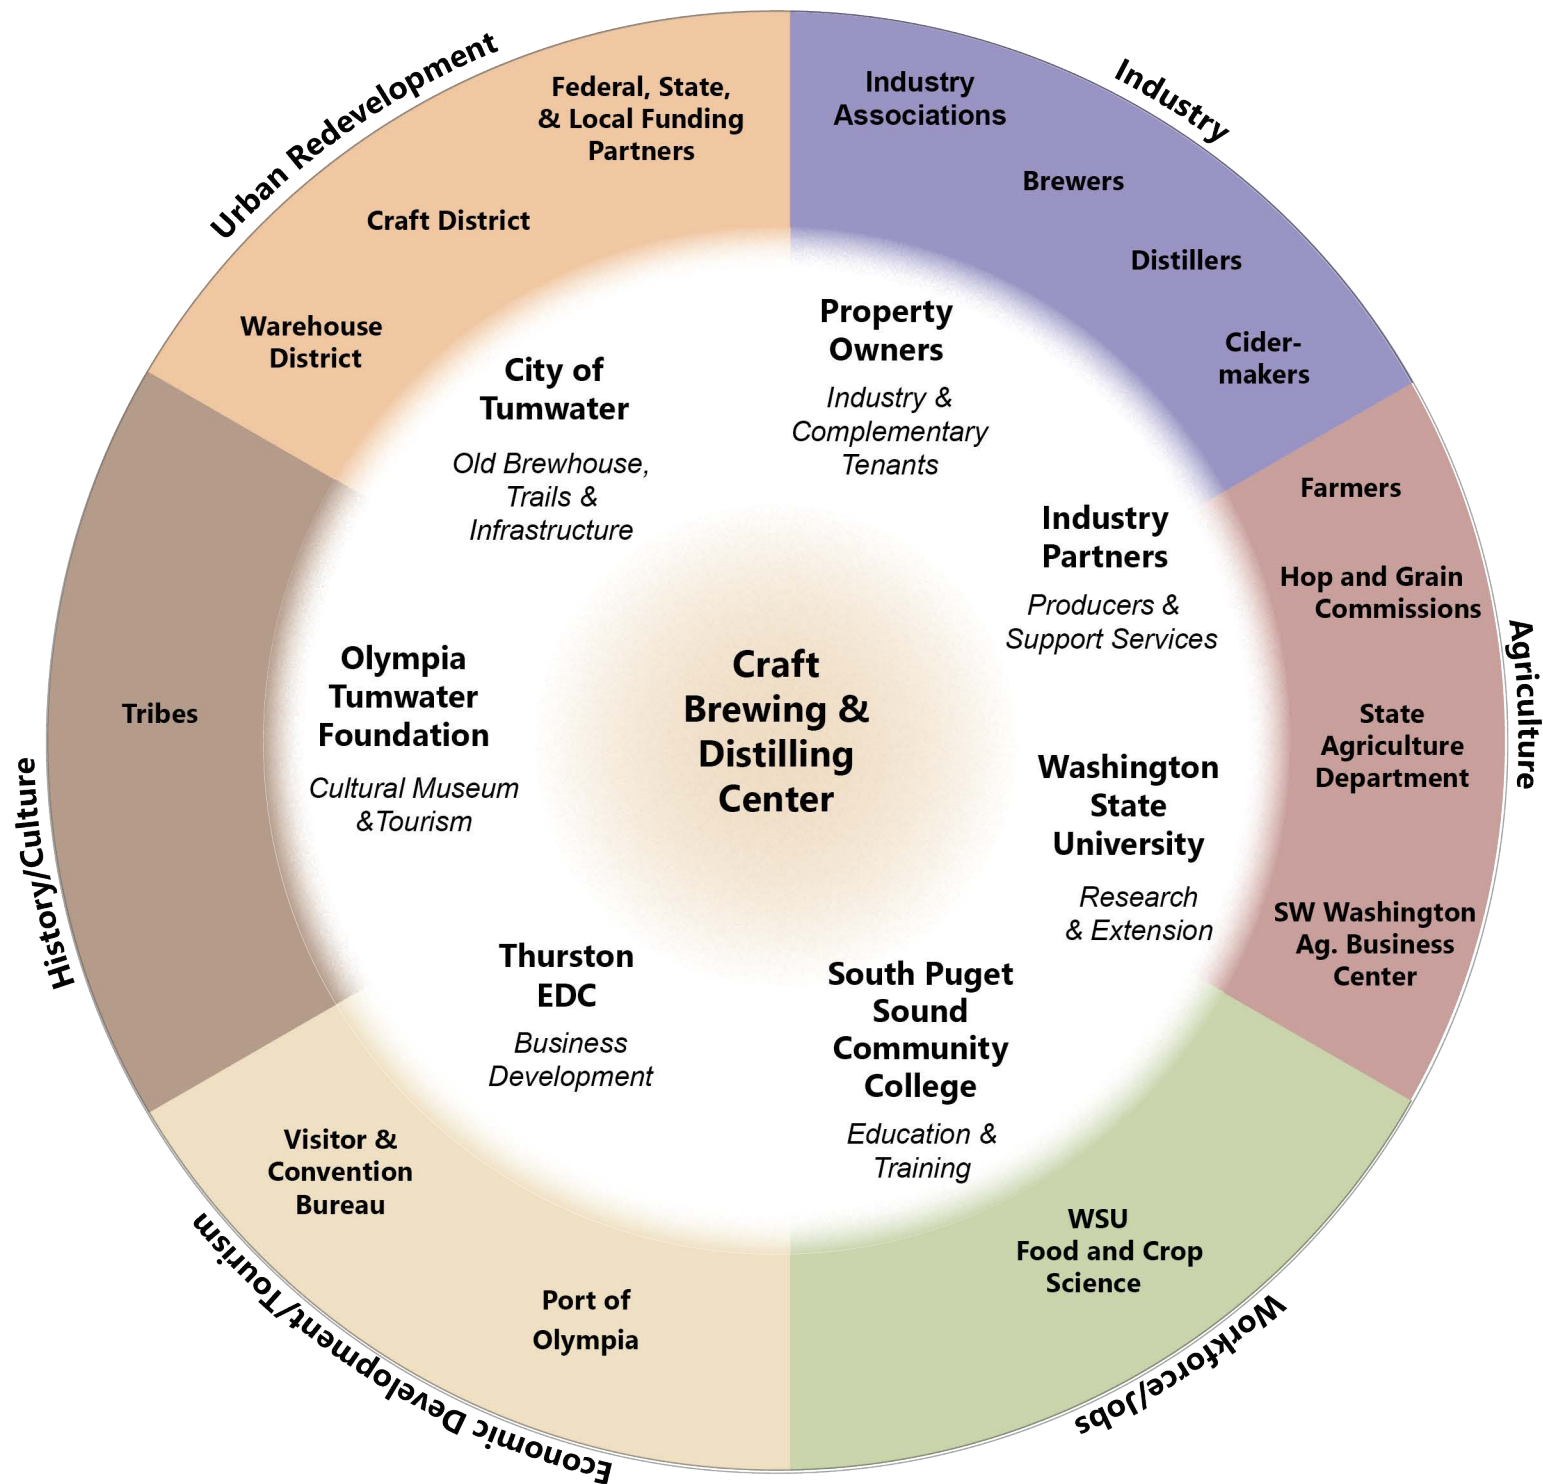 Urban Redevelopment
Federal, State,
& Local Funding
Partners
Craft District
Warehouse
District
Industry
Industry
Associations
Brewers
Distillers
Cider-
makers
Agriculture
Farmers
Hop and Grain
Commissions
State
Agriculture
Department
SW Washington
Ag. Business
Center
Workforce/Jobs
WSU
Food and Crop
Science
Economic Development/Tourism
Visitor &
Convention
Bureau
Port of
Olympia
History/Culture
Tribes
City of
Tumwater
Old Brewhouse,
Trails &
Infrastructure
Property
Owners
Industry &
Complementary
Tenants
Industry
Partners
Producers &
Support Services
Washington
State
University
Research
& Extension
South Puget
Sound
Community
College
Education &
Training
Thurston
EDC
Business
Development
Olympia
Tumwater
Foundation
Cultural Museum
&Tourism
Craft
Brewing &
Distilling
Center